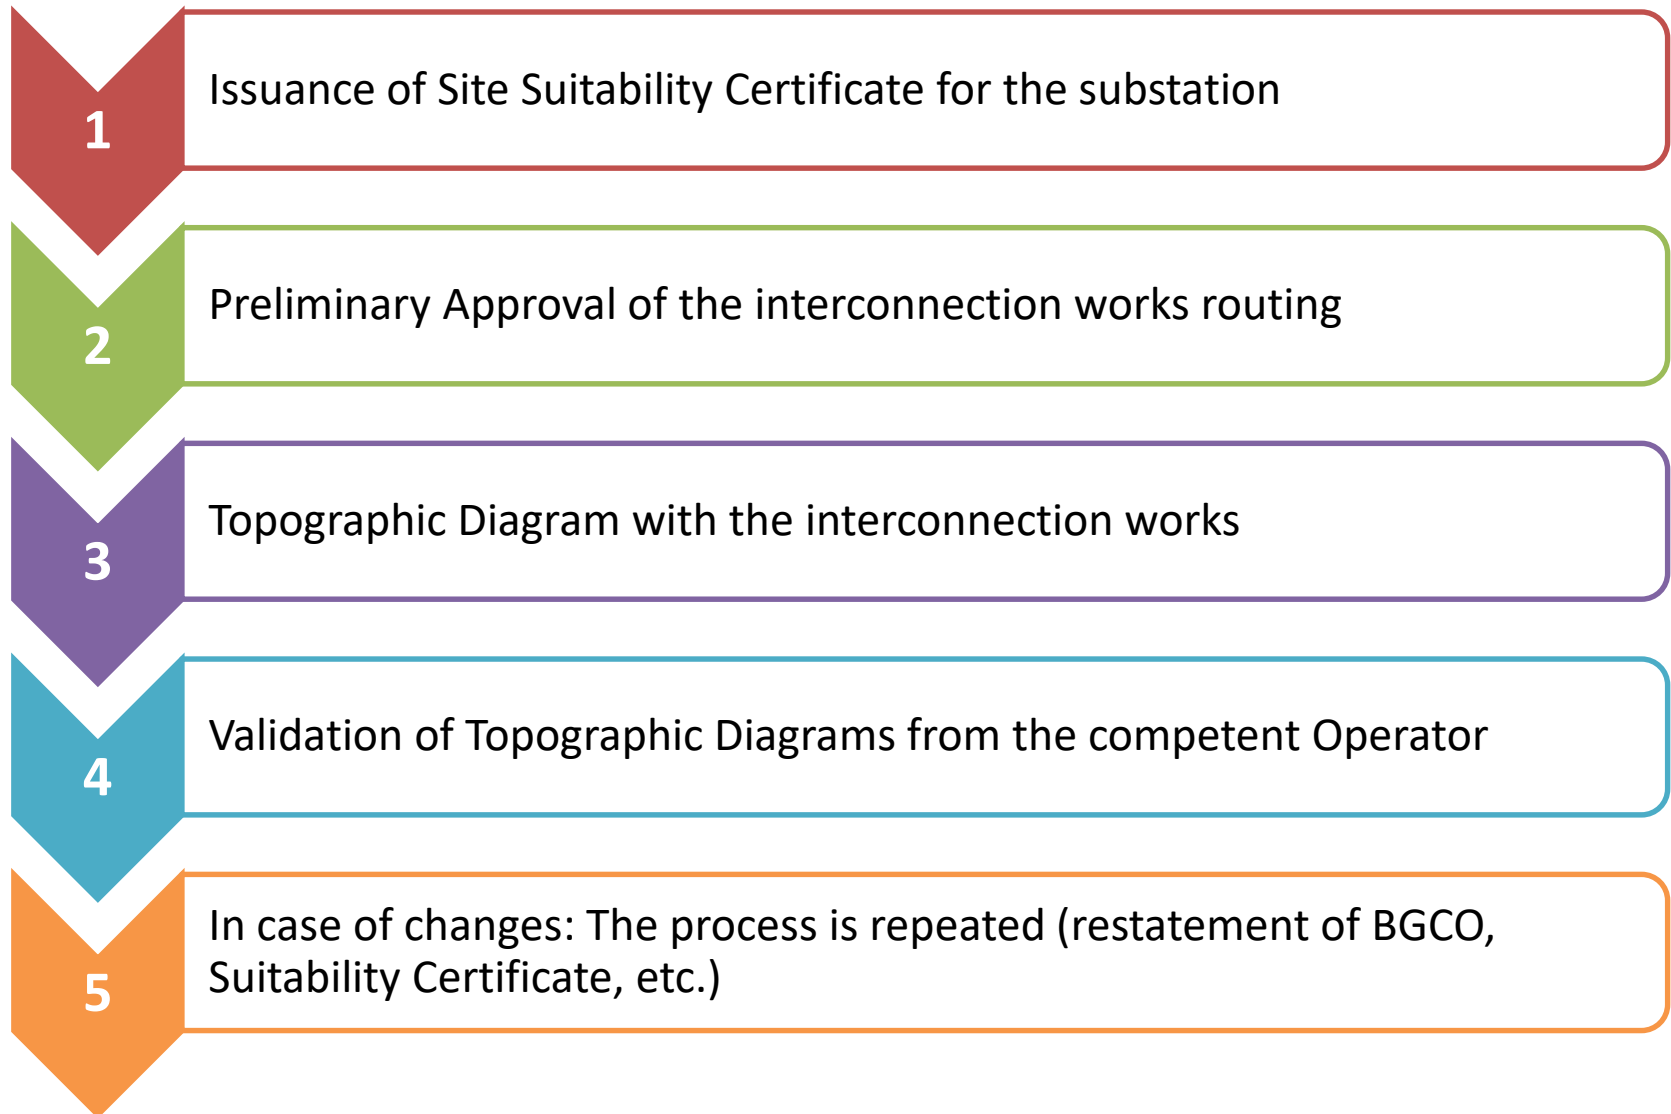 1
Issuance of Site Suitability Certificate for the substation
2
Preliminary Approval of the interconnection works routing
3
Topographic Diagram with the interconnection works
4
Validation of Topographic Diagrams from the competent Operator
5
In case of changes: The process is repeated (restatement of BGCO,
Suitability Certificate, etc.)